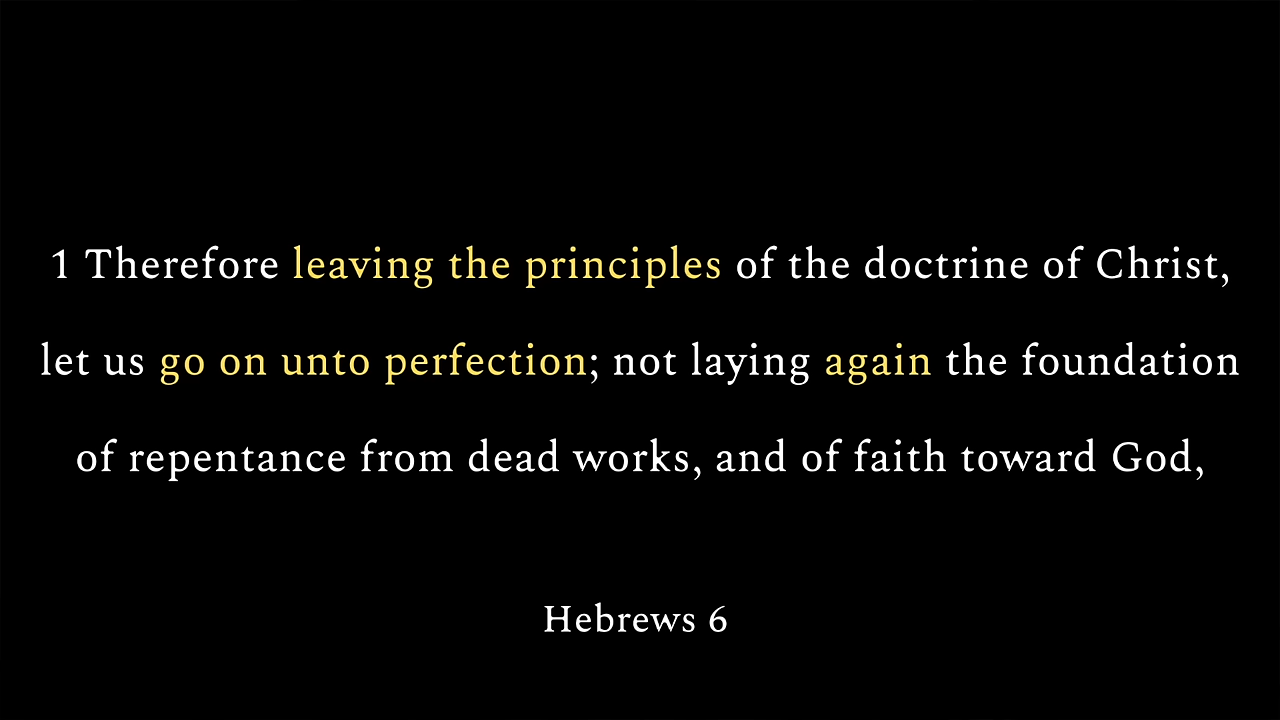 1 Therefore leaving the principles of the doctrine of Christ,
let us go on unto perfection; not laying again the foundation
of repentance from dead works, and of faith toward God,
Hebrews 6